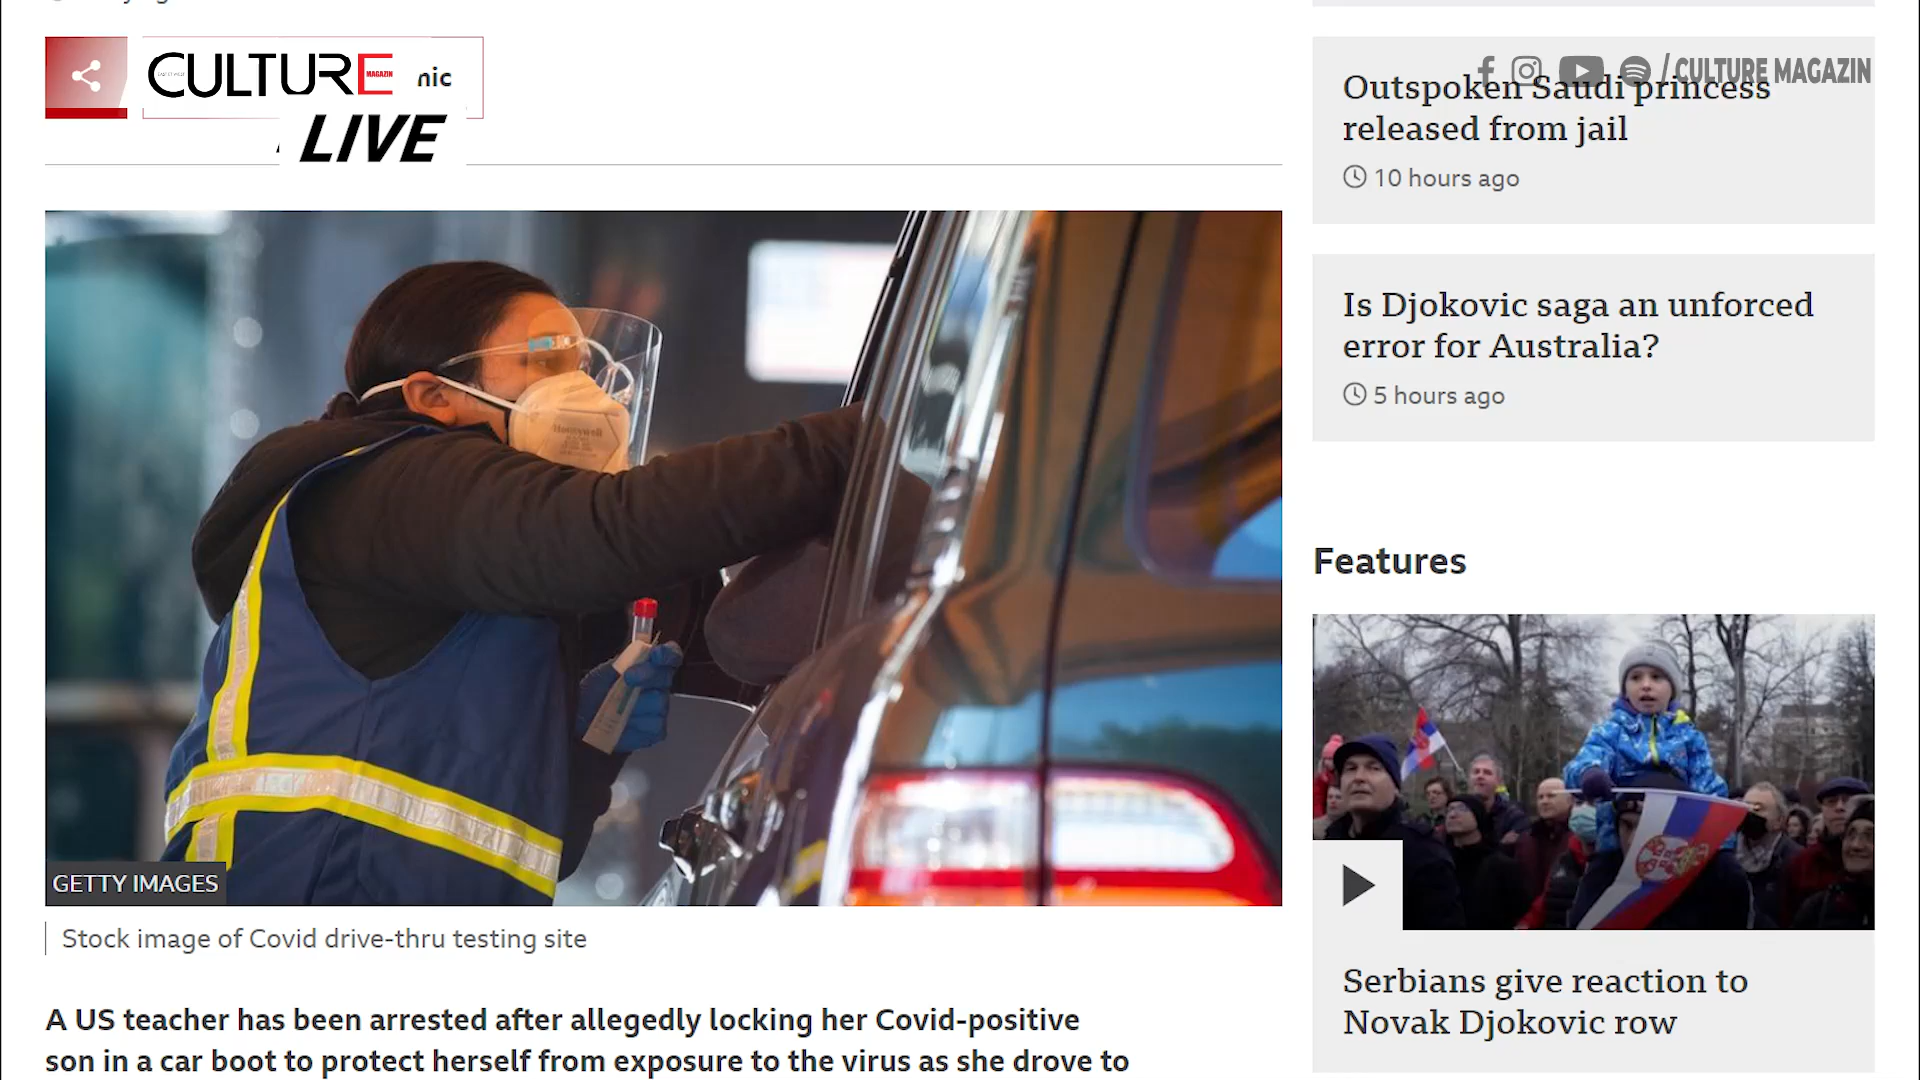 CULTURE
MAGAZIN
nic
LIVE
/ CULTURE MAGAZIN
Outspoken Saudi princess
released from jail
10 hours ago
Is Djokovic saga an unforced
error for Australia?
5 hours ago
Features
Honeywell
GETTY IMAGES
Stock image of Covid drive-thru testing site
A US teacher has been arrested after allegedly locking her Covid-positive
son in a car boot to protect herself from exposure to the virus as she drove to
Serbians give reaction to
Novak Djokovic row